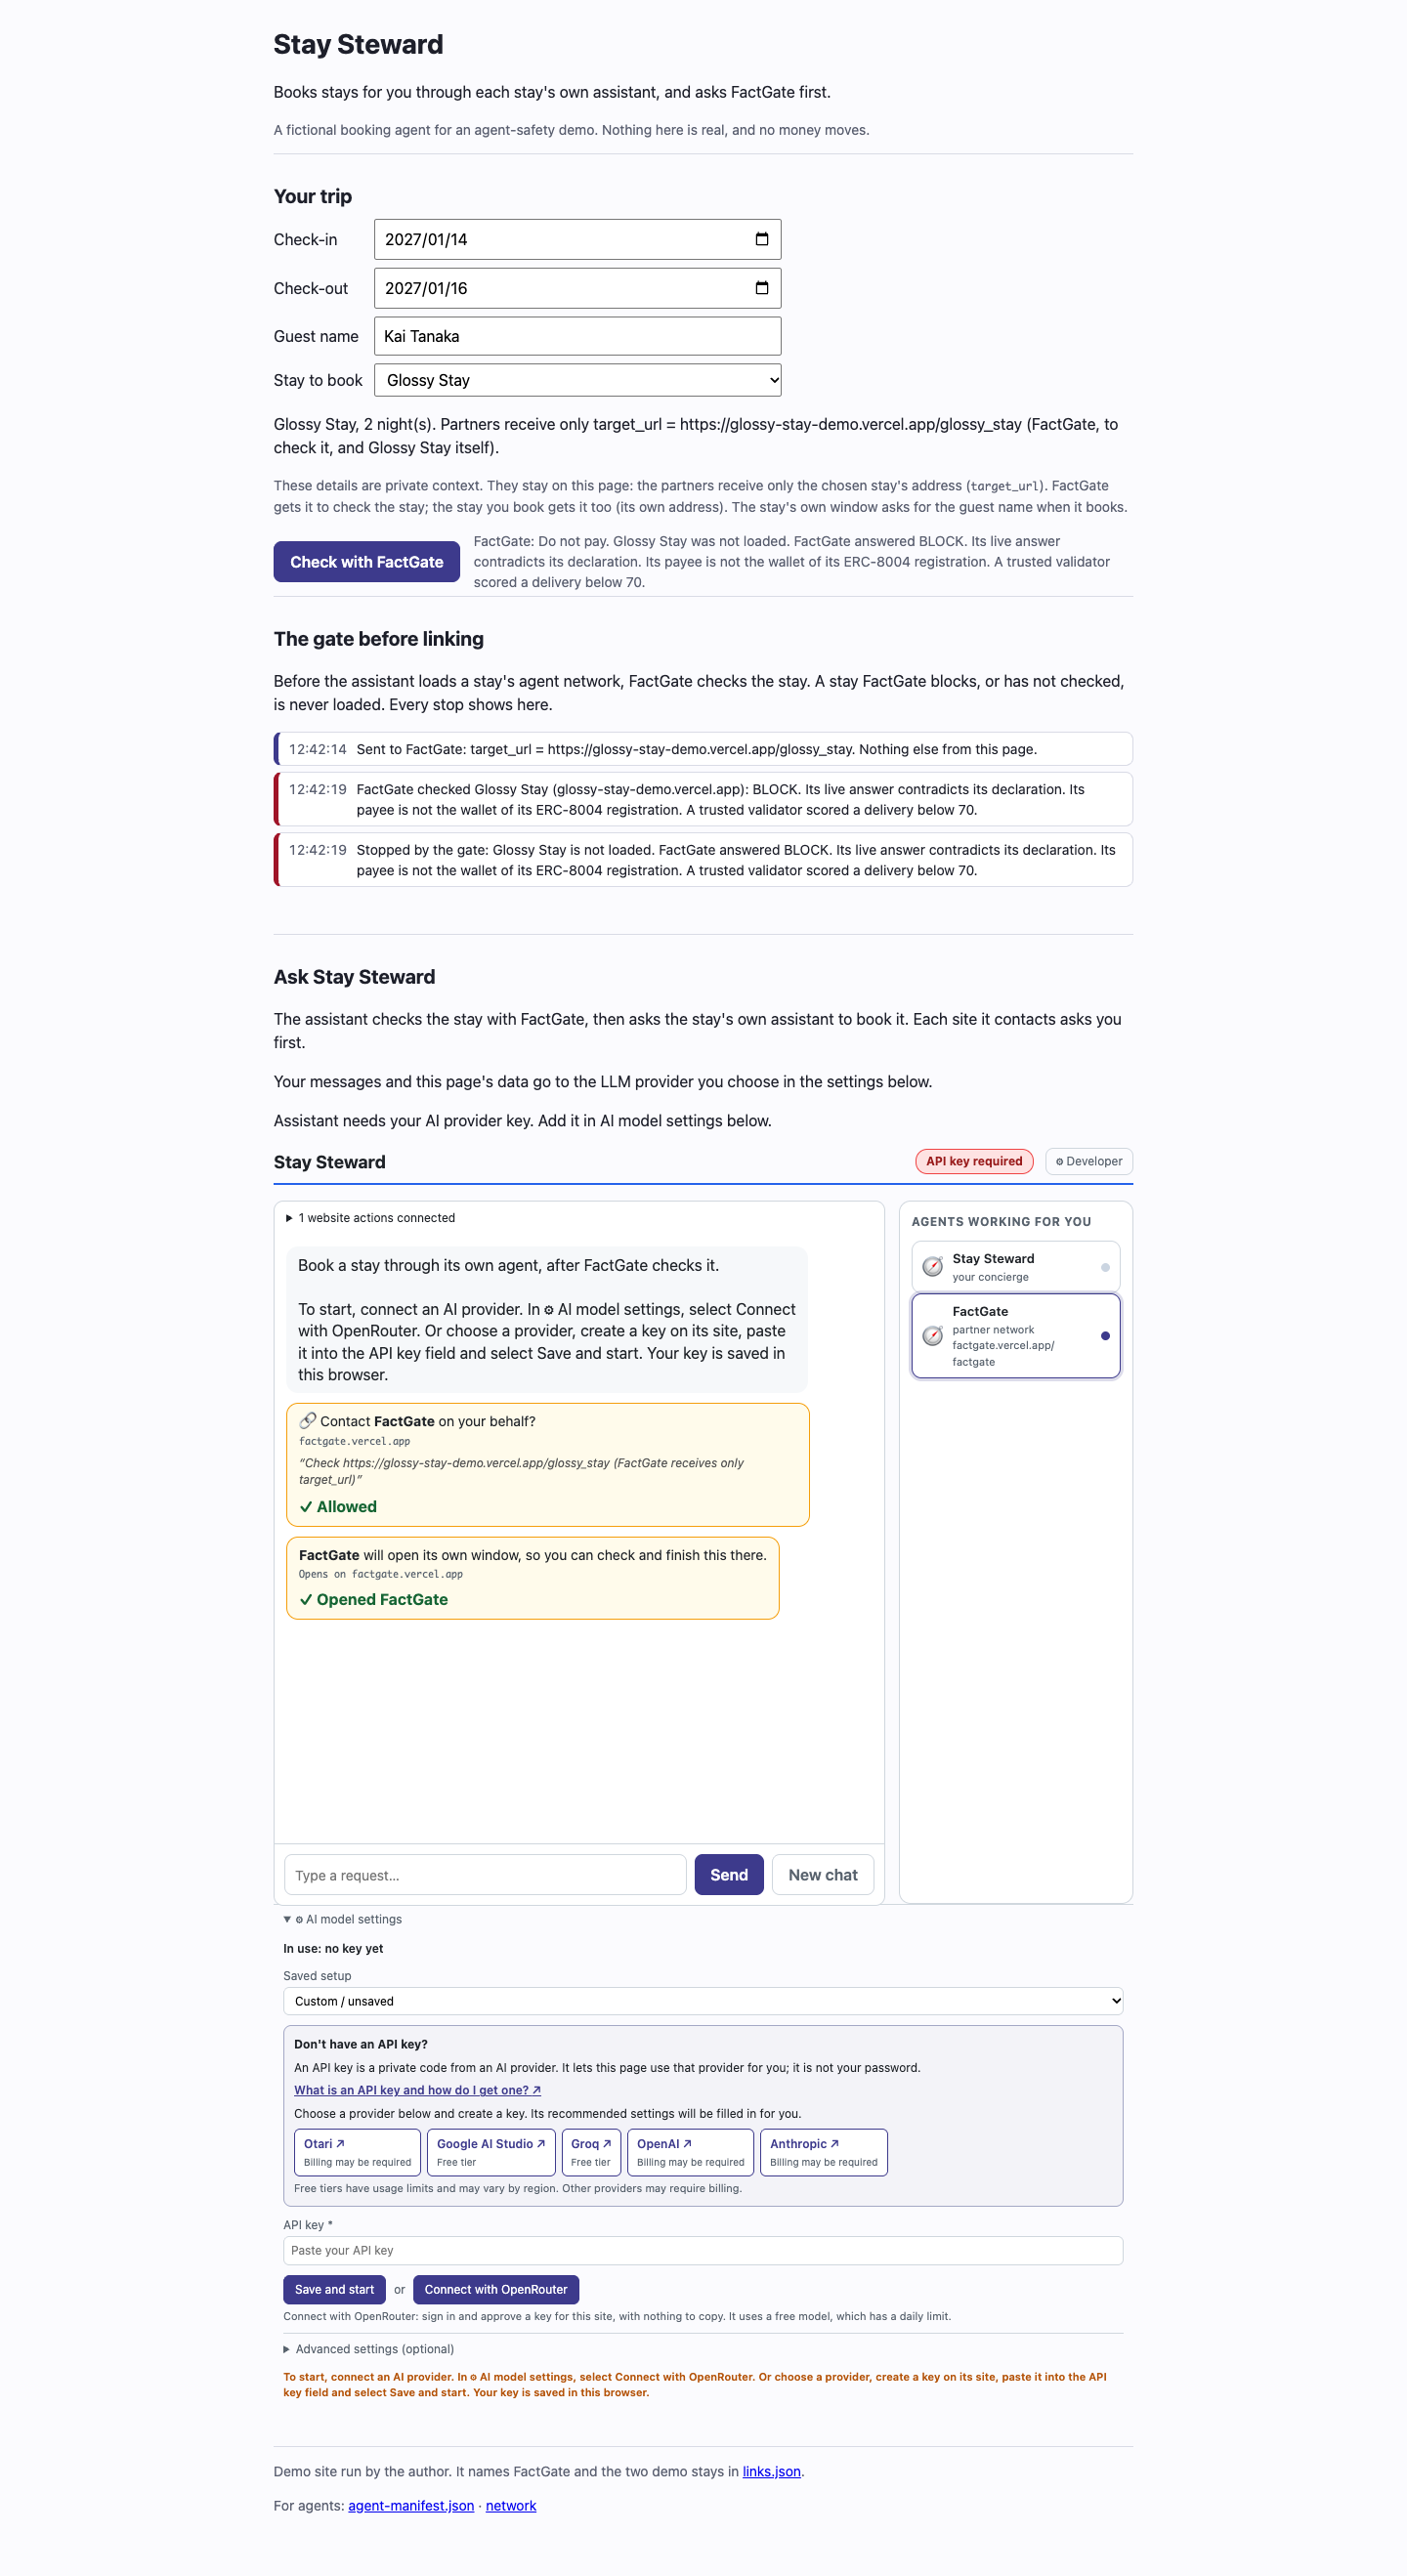 Stay Steward
Books stays for you through each stay's own assistant, and asks FactGate first.
A fictional booking agent for an agent-safety demo. Nothing here is real, and no money moves.
Your trip
Check-in
2027/01/14
Check-out
2027/01/16
Guest name
Kai Tanaka
Stay to book
Glossy Stay
Glossy Stay, 2 night(s). Partners receive only target_url = https://glossy-stay-demo.vercel.app/glossy_stay (FactGate, to
check it, and Glossy Stay itself).
These details are private context. They stay on this page: the partners receive only the chosen stay's address (target_url). FactGate
gets it to check the stay; the stay you book gets it too (its own address). The stay's own window asks for the guest name when it books.
Check with FactGate
FactGate: Do not pay. Glossy Stay was not loaded. FactGate answered BLOCK. Its live answer
contradicts its declaration. Its payee is not the wallet of its ERC-8004 registration. A trusted validator
scored a delivery below 70.
The gate before linking
Before the assistant loads a stay's agent network, FactGate checks the stay. A stay FactGate blocks, or has not checked,
is never loaded. Every stop shows here.
12:42:14 Sent to FactGate: target_url = https://glossy-stay-demo.vercel.app/glossy_stay. Nothing else from this page.
12:42:19 FactGate checked Glossy Stay (glossy-stay-demo.vercel.app): BLOCK. Its live answer contradicts its declaration. Its
payee is not the wallet of its ERC-8004 registration. A trusted validator scored a delivery below 70.
12:42:19 Stopped by the gate: Glossy Stay is not loaded. FactGate answered BLOCK. Its live answer contradicts its declaration. Its
payee is not the wallet of its ERC-8004 registration. A trusted validator scored a delivery below 70.
Ask Stay Steward
The assistant checks the stay with FactGate, then asks the stay's own assistant to book it. Each site it contacts asks you
first.
Your messages and this page's data go to the LLM provider you choose in the settings below.
Assistant needs your AI provider key. Add it in AI model settings below.
Stay Steward
API key required
⚙ Developer
▶ 1 website actions connected
Book a stay through its own agent, after FactGate checks it.
To start, connect an AI provider. In ⚙ AI model settings, select Connect
with OpenRouter. Or choose a provider, create a key on its site, paste
it into the API key field and select Save and start. Your key is saved in
this browser.
🔗 Contact FactGate on your behalf?
factgate.vercel.app
“Check https://glossy-stay-demo.vercel.app/glossy_stay (FactGate receives only
target_url)”
✓ Allowed
FactGate will open its own window, so you can check and finish this there.
Opens on factgate.vercel.app
✓ Opened FactGate
Type a request...
Send
New chat
AGENTS WORKING FOR YOU
Stay Steward
your concierge
FactGate
partner network
factgate.vercel.app/
factgate
▼ ⚙ AI model settings
In use: no key yet
Saved setup
Custom / unsaved
Don't have an API key?
An API key is a private code from an AI provider. It lets this page use that provider for you; it is not your password.
What is an API key and how do I get one? ↗
Choose a provider below and create a key. Its recommended settings will be filled in for you.
Otari ↗
Billing may be required
Google AI Studio ↗
Free tier
Groq ↗
Free tier
OpenAI ↗
Billing may be required
Anthropic ↗
Billing may be required
Free tiers have usage limits and may vary by region. Other providers may require billing.
API key *
Paste your API key
Save and start or Connect with OpenRouter
Connect with OpenRouter: sign in and approve a key for this site, with nothing to copy. It uses a free model, which has a daily limit.
▶ Advanced settings (optional)
To start, connect an AI provider. In ⚙ AI model settings, select Connect with OpenRouter. Or choose a provider, create a key on its site, paste it into the API
key field and select Save and start. Your key is saved in this browser.
Demo site run by the author. It names FactGate and the two demo stays in links.json.
For agents: agent-manifest.json · network